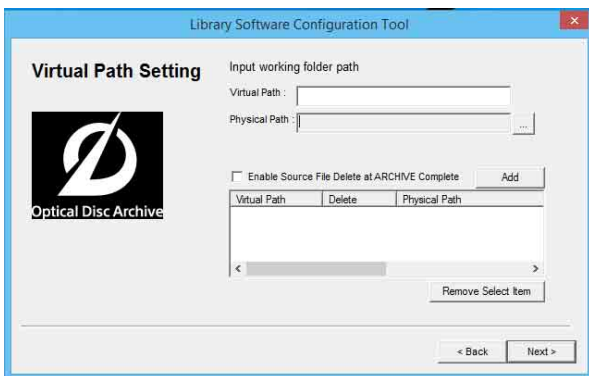 Library Software Configuration Tool
Virtual Path Setting
Input working folder path
Virtual Path :
Physical Path :
...
Optical Disc Archive
Enable Source File Delete at ARCHIVE Complete
Add
Virtual Path Delete Physical Path
Remove Select Item
< Back Next >